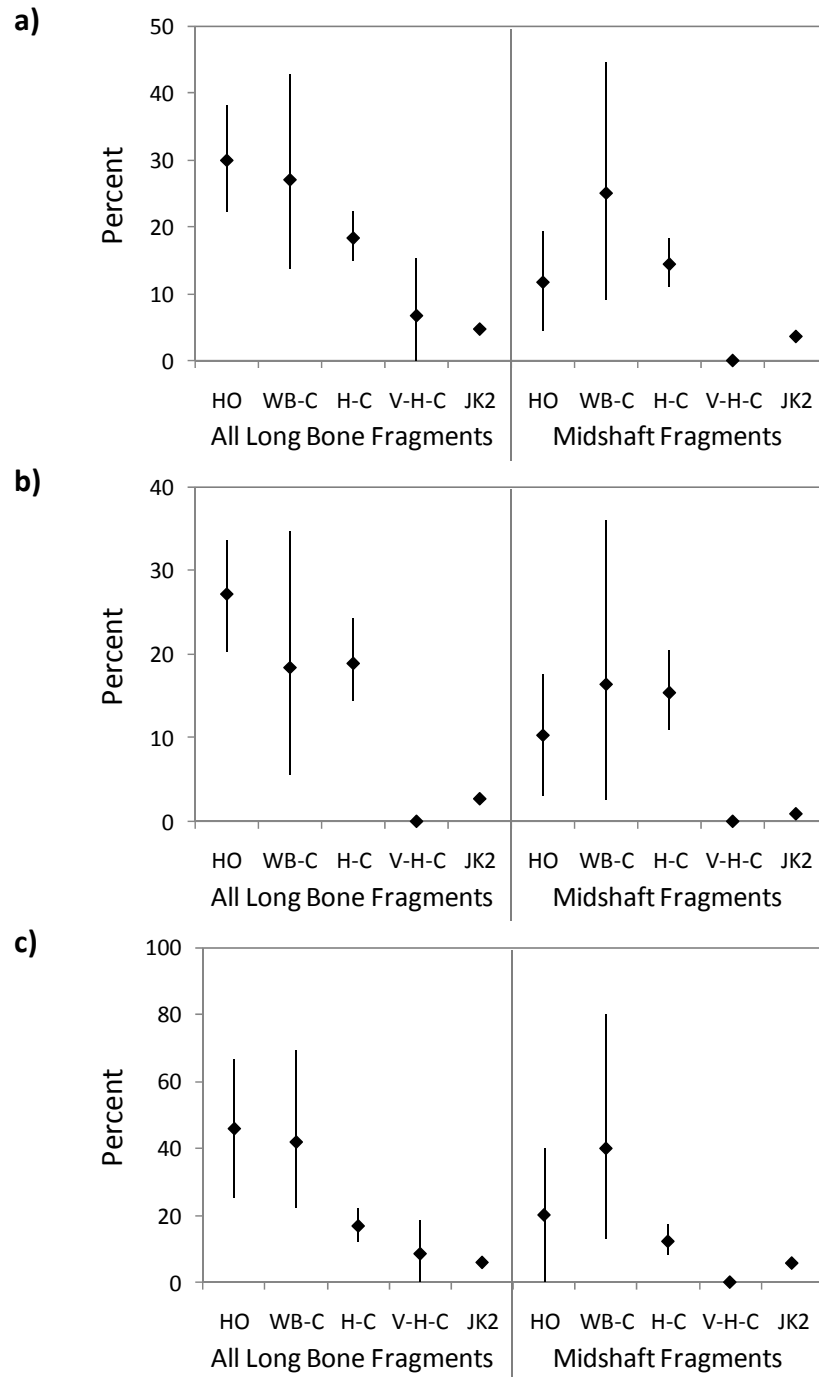 a)
Percent
50
40
30
20
10
0
HO WB-C H-C V-H-C JK2 HO WB-C H-C V-H-C JK2
All Long Bone Fragments Midshaft Fragments
b)
Percent
40
30
20
10
0
HO WB-C H-C V-H-C JK2 HO WB-C H-C V-H-C JK2
All Long Bone Fragments Midshaft Fragments
c)
Percent
100
80
60
40
20
0
HO WB-C H-C V-H-C JK2 HO WB-C H-C V-H-C JK2
All Long Bone Fragments Midshaft Fragments